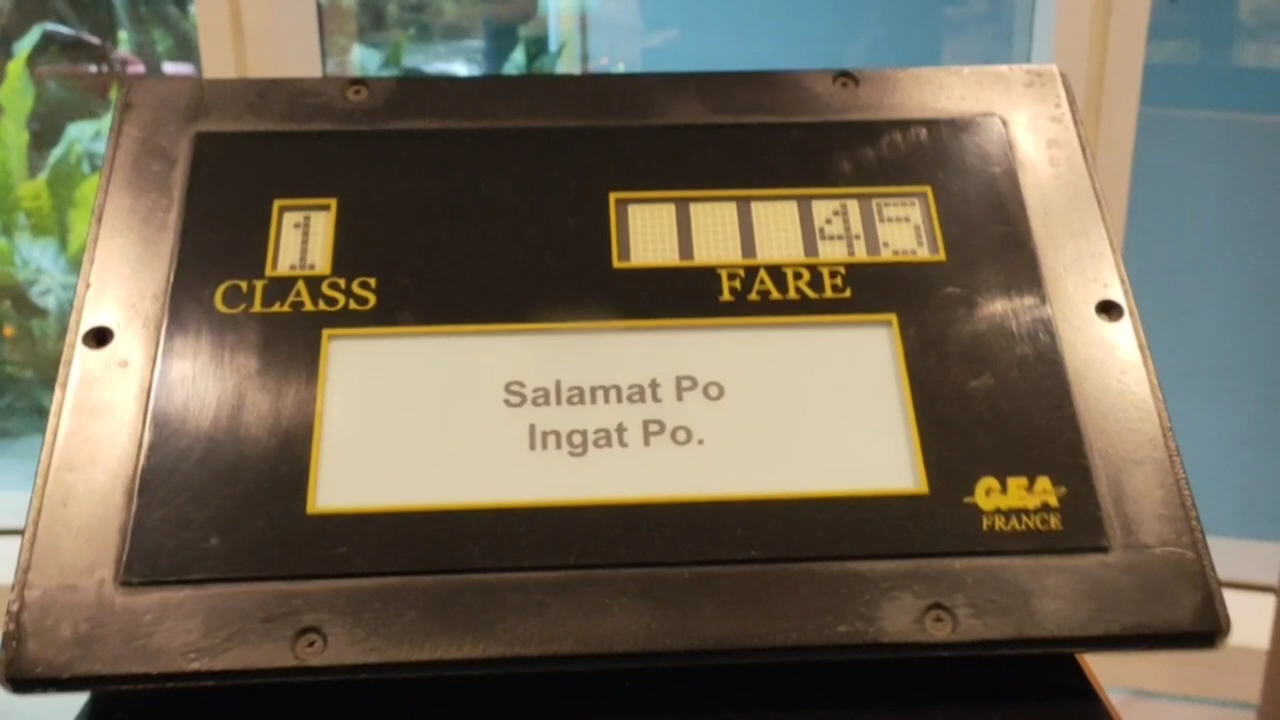 1
45
CLASS
FARE
Salamat Po
Ingat Po.
GEA
FRANCE